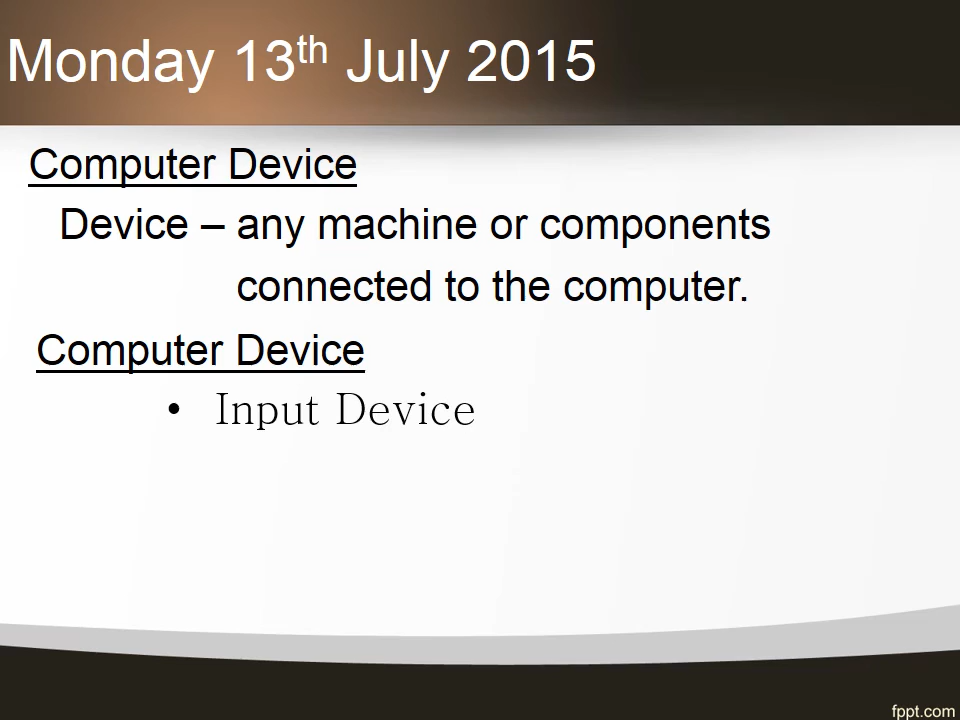 Monday 13th July 2015
Computer Device
Device – any machine or components
connected to the computer.
Computer Device
• Input Device
fppt.com